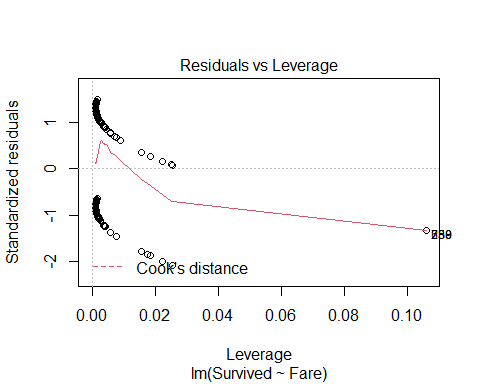 Residuals vs Leverage
Standardized residuals
1
0
-1
-2
Cook's distance
0.00 0.02 0.04 0.06 0.08 0.10
Leverage
lm(Survived ~ Fare)